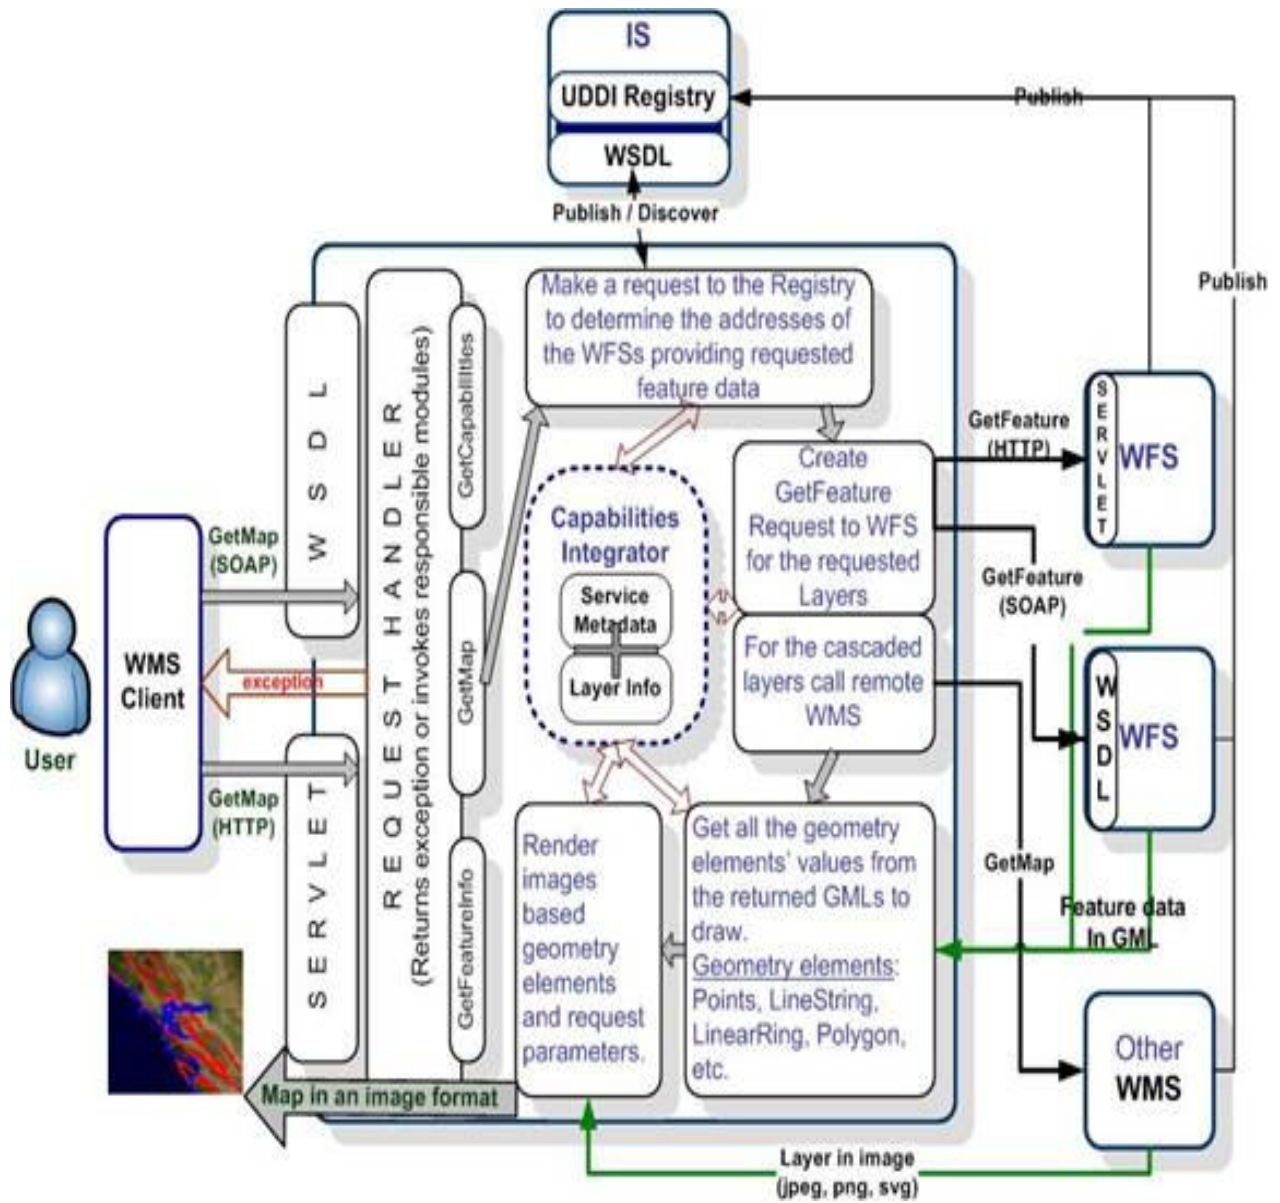 IS
UDDI Registry
WSDL
Publish
Publish / Discover
Publish
Make a request to the Registry
to determine the addresses of
the WFSs providing requested
feature data
WSDL
SERVLET
REQUEST HANDLER
(Returns exception or invokes responsible modules)
GetCapabilities
GetMap
GetFeatureInfo
GetMap
(SOAP)
WMS
Client
exception
User
GetMap
(HTTP)
Capabilities
Integrator
Service
Metadata
Layer Info
Create
GetFeature
Request to WFS
for the requested
Layers
For the cascaded
layers call remote
WMS
GetFeature
(HTTP)
SERVLET
WFS
GetFeature
(SOAP)
WSDL
WFS
GetMap
Feature data
In GML
Render
images
based
geometry
elements
and request
parameters.
Get all the geometry
elements' values from
the returned GMLs to
draw.
Geometry elements:
Points, LineString,
LinearRing, Polygon,
etc.
Other
WMS
Map in an image format
Layer in image
(jpeg, png, svg)